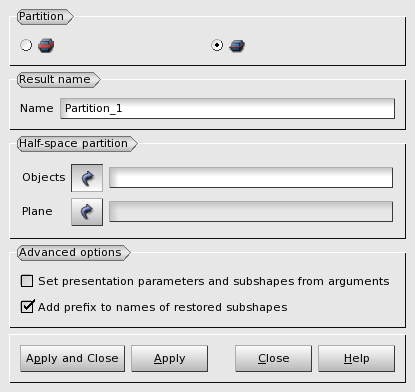 Partition
Result name
Name Partition_1
Half-space partition
Objects
Plane
Advanced options
Set presentation parameters and subshapes from arguments
Add prefix to names of restored subshapes
Apply and Close Apply Close Help